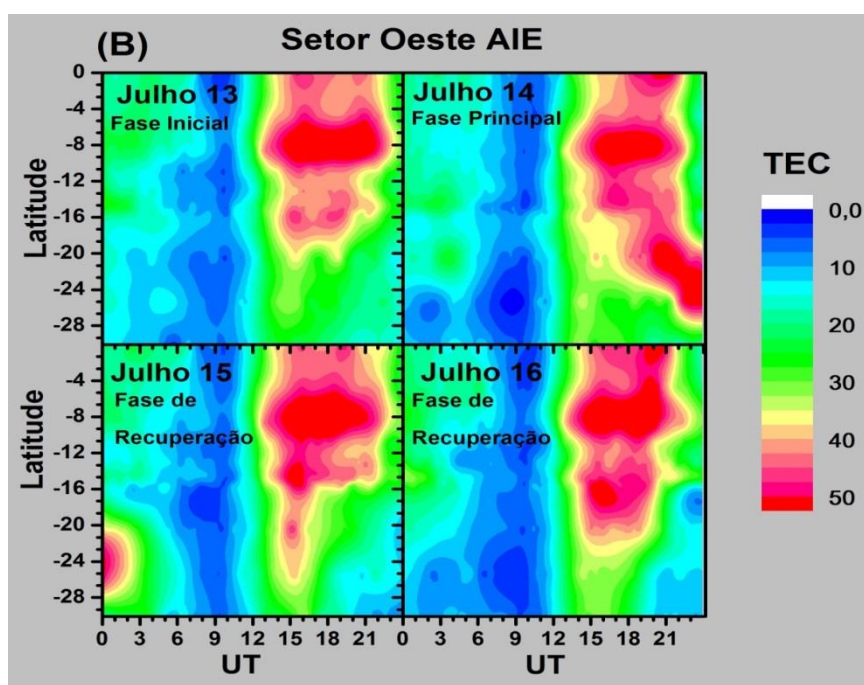 (B) Setor Oeste AIE
Julho 13
Fase Inicial
Julho 14
Fase Principal
0
-4
-8
-12
-16
-20
-24
-28
Latitude
Julho 15
Fase de
Recuperação
Julho 16
Fase de
Recuperação
-4
-8
-12
-16
-20
-24
-28
Latitude
0 3 6 9 12 15 18 21 0 3 6 9 12 15 18 21
UT UT
TEC
0.0
10
20
30
40
50